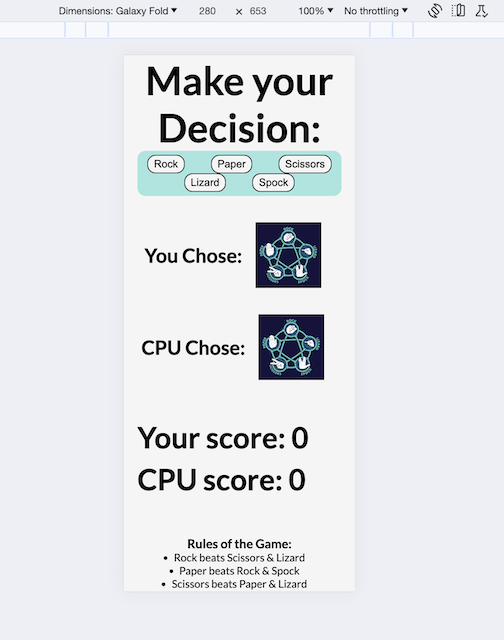 Dimensions: Galaxy Fold ▼ 280 × 653 100% ▼ No throttling ▼
Make your
Decision:
Rock Paper Scissors
Lizard Spock
You Chose:
CPU Chose:
Your score: 0
CPU score: 0
Rules of the Game:
• Rock beats Scissors & Lizard
• Paper beats Rock & Spock
• Scissors beats Paper & Lizard